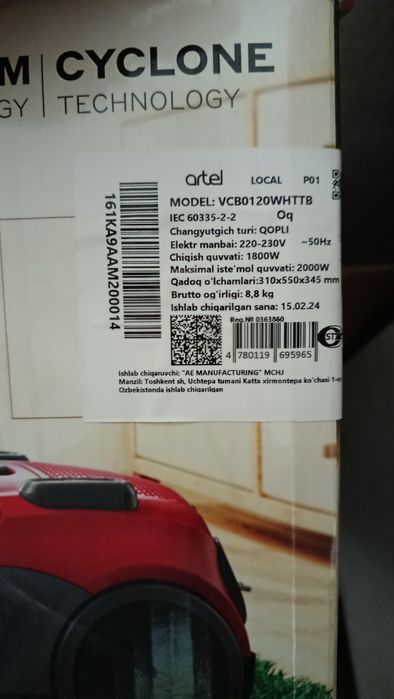 M CYCLONE
GY TECHNOLOGY
artel LOCAL P01
MODEL: VCB0120WHTTB
IEC 60335-2-2 Oq
Changyutgich turi: QOPLI
Elektr manbai: 220-230V ~50Hz
Chiqish quvvati: 1800W
Maksimal iste'mol quvvati: 2000W
Qadoq o'lchamlari:310x550x345 mm
Brutto og'irligi: 8,8 kg
Ishlab chiqarilgan sana: 15.02.24
Reg.№ 0363860
4 780119 695965
Ishlab chiqaruvchi: "AE MANUFACTURING" MCHJ
Manzil: Toshkent sh, Uchtepa tumani Katta xirmontepa ko'chasi
Ozbekistonda ishlab chiqarilgan
161KA9AAM200014